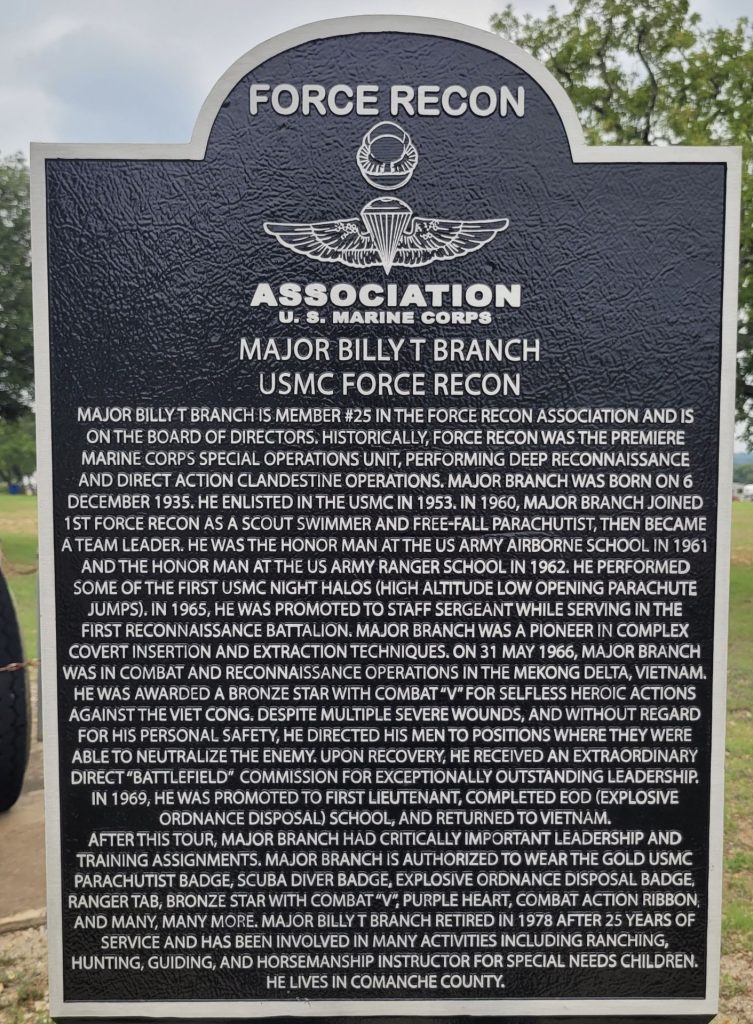 FORCE RECON
ASSOCIATION
U. S. MARINE CORPS
MAJOR BILLY T BRANCH
USMC FORCE RECON
MAJOR BILLY T BRANCH IS MEMBER #25 IN THE FORCE RECON ASSOCIATION AND IS
ON THE BOARD OF DIRECTORS. HISTORICALLY, FORCE RECON WAS THE PREMIERE
MARINE CORPS SPECIAL OPERATIONS UNIT, PERFORMING DEEP RECONNAISSANCE
AND DIRECT ACTION CLANDESTINE OPERATIONS. MAJOR BRANCH WAS BORN ON 6
DECEMBER 1935. HE ENLISTED IN THE USMC IN 1953. IN 1960, MAJOR BRANCH JOINED
1ST FORCE RECON AS A SCOUT SWIMMER AND FREE-FALL PARACHUTIST, THEN BECAME
A TEAM LEADER. HE WAS THE HONOR MAN AT THE US ARMY AIRBORNE SCHOOL IN 1961
AND THE HONOR MAN AT THE US ARMY RANGER SCHOOL IN 1962. HE PERFORMED
SOME OF THE FIRST USMC NIGHT HALOS (HIGH ALTITUDE LOW OPENING PARACHUTE
JUMPS). IN 1965, HE WAS PROMOTED TO STAFF SERGEANT WHILE SERVING IN THE
FIRST RECONNAISSANCE BATTALION. MAJOR BRANCH WAS A PIONEER IN COMPLEX
COVERT INSERTION AND EXTRACTION TECHNIQUES. ON 31 MAY 1966, MAJOR BRANCH
WAS IN COMBAT AND RECONNAISSANCE OPERATIONS IN THE MEKONG DELTA, VIETNAM.
HE WAS AWARDED A BRONZE STAR WITH COMBAT "V" FOR SELFLESS HEROIC ACTIONS
AGAINST THE VIET CONG. DESPITE MULTIPLE SEVERE WOUNDS, AND WITHOUT REGARD
FOR HIS PERSONAL SAFETY, HE DIRECTED HIS MEN TO POSITIONS WHERE THEY WERE
ABLE TO NEUTRALIZE THE ENEMY. UPON RECOVERY, HE RECEIVED AN EXTRAORDINARY
DIRECT "BATTLEFIELD" COMMISSION FOR EXCEPTIONALLY OUTSTANDING LEADERSHIP.
IN 1969, HE WAS PROMOTED TO FIRST LIEUTENANT, COMPLETED EOD (EXPLOSIVE
ORDNANCE DISPOSAL) SCHOOL, AND RETURNED TO VIETNAM.
AFTER THIS TOUR, MAJOR BRANCH HAD CRITICALLY IMPORTANT LEADERSHIP AND
TRAINING ASSIGNMENTS. MAJOR BRANCH IS AUTHORIZED TO WEAR THE GOLD USMC
PARACHUTIST BADGE, SCUBA DIVER BADGE, EXPLOSIVE ORDNANCE DISPOSAL BADGE,
RANGER TAB, BRONZE STAR WITH COMBAT "V", PURPLE HEART, COMBAT ACTION RIBBON,
AND MANY, MANY MORE. MAJOR BILLY T BRANCH RETIRED IN 1978 AFTER 25 YEARS OF
SERVICE AND HAS BEEN INVOLVED IN MANY ACTIVITIES INCLUDING RANCHING,
HUNTING, GUIDING, AND HORSEMANSHIP INSTRUCTOR FOR SPECIAL NEEDS CHILDREN.
HE LIVES IN COMANCHE COUNTY.